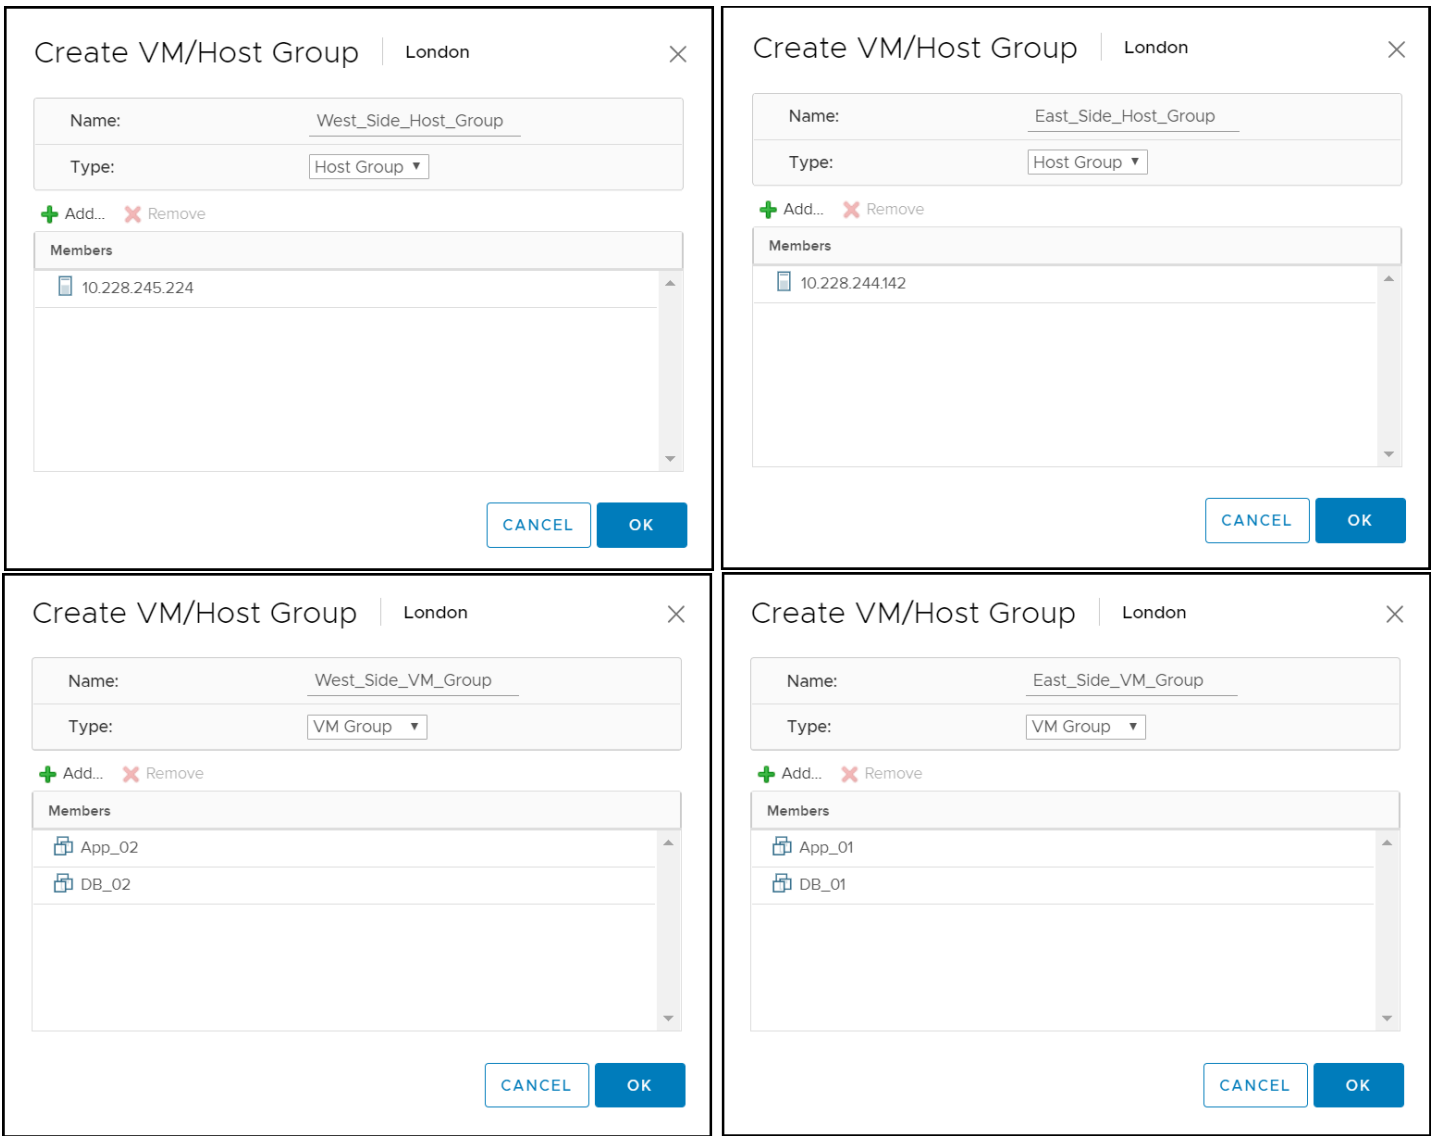 Create VM/Host Group London
Name: West_Side_Host_Group
Type: Host Group
Add... Remove
Members
10.228.245.224
CANCEL OK
Create VM/Host Group London
Name: East_Side_Host_Group
Type: Host Group
Add... Remove
Members
10.228.244.142
CANCEL OK
Create VM/Host Group London
Name: West_Side_VM_Group
Type: VM Group
Add... Remove
Members
App_02
DB_02
CANCEL OK
Create VM/Host Group London
Name: East_Side_VM_Group
Type: VM Group
Add... Remove
Members
App_01
DB_01
CANCEL OK